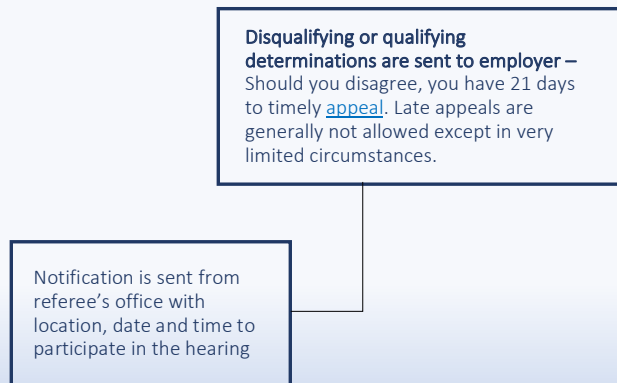 Disqualifying or qualifying
determinations are sent to employer –
Should you disagree, you have 21 days
to timely appeal. Late appeals are
generally not allowed except in very
limited circumstances.
Notification is sent from
referee’s office with
location, date and time to
participate in the hearing